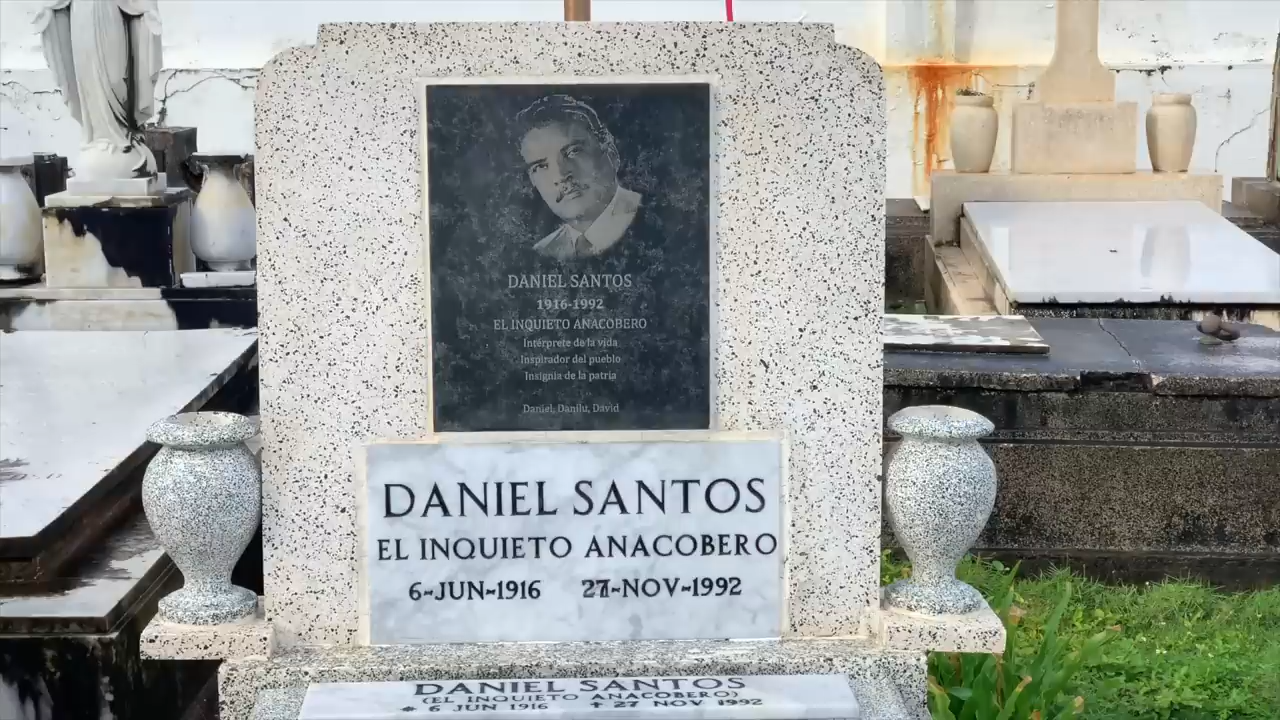 DANIEL SANTOS
1916-1992
EL INQUIETO ANACOBERO
Intérprete de la vida
Inspirador del pueblo
Insignia de la patria
Daniel, Danilu, David
DANIEL SANTOS
EL INQUIETO ANACOBERO
6-JUN-1916 27-NOV-1992
DANIEL SANTOS
(EL INQUIETO ANACOBERO)
6 JUN 1916 ✝ 27 NOV 1992